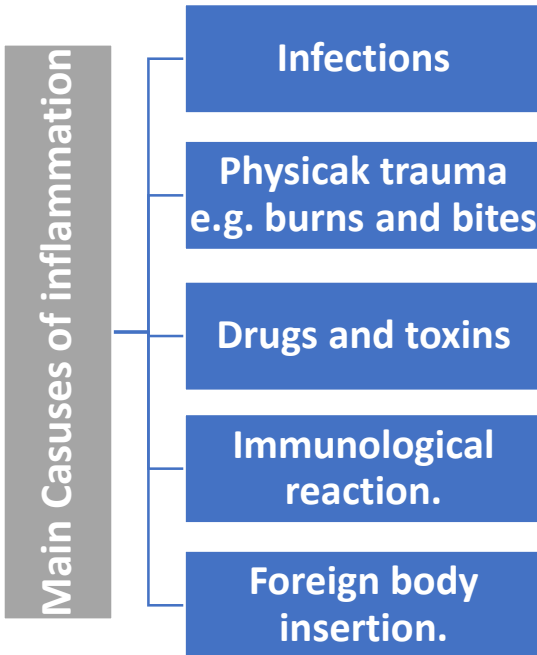 Main Casuses of inflammation
Infections
Physicak trauma
e.g. burns and bites
Drugs and toxins
Immunological
reaction.
Foreign body
insertion.